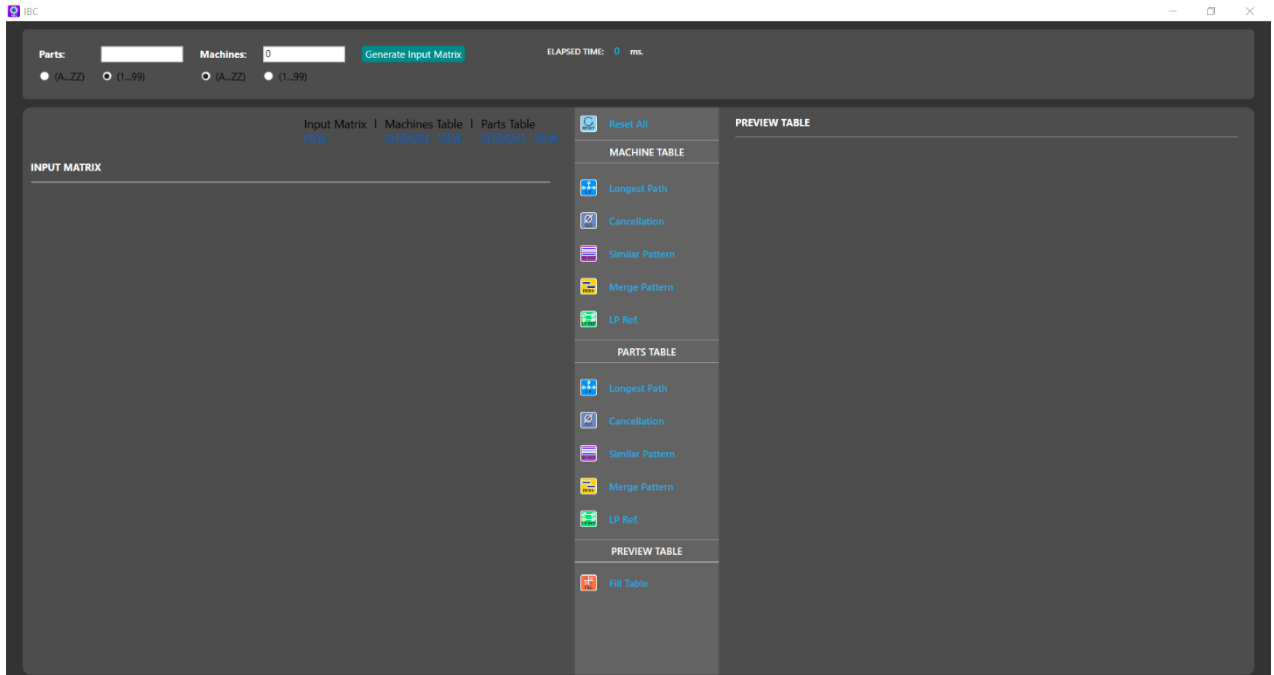 IBC
Parts: Machines: 0 Generate Input Matrix ELAPSED TIME: 0 ms.
(A...ZZ) (1...99) (A...ZZ) (1...99)
Input Matrix | Machines Table | Parts Table
VIEW GENERATE VIEW GENERATE VIEW
INPUT MATRIX
Reset All
MACHINE TABLE
Longest Path
Cancellation
Similar Pattern
Merge Pattern
LP Ref.
PARTS TABLE
Longest Path
Cancellation
Similar Pattern
Merge Pattern
LP Ref.
PREVIEW TABLE
Fill Table
PREVIEW TABLE